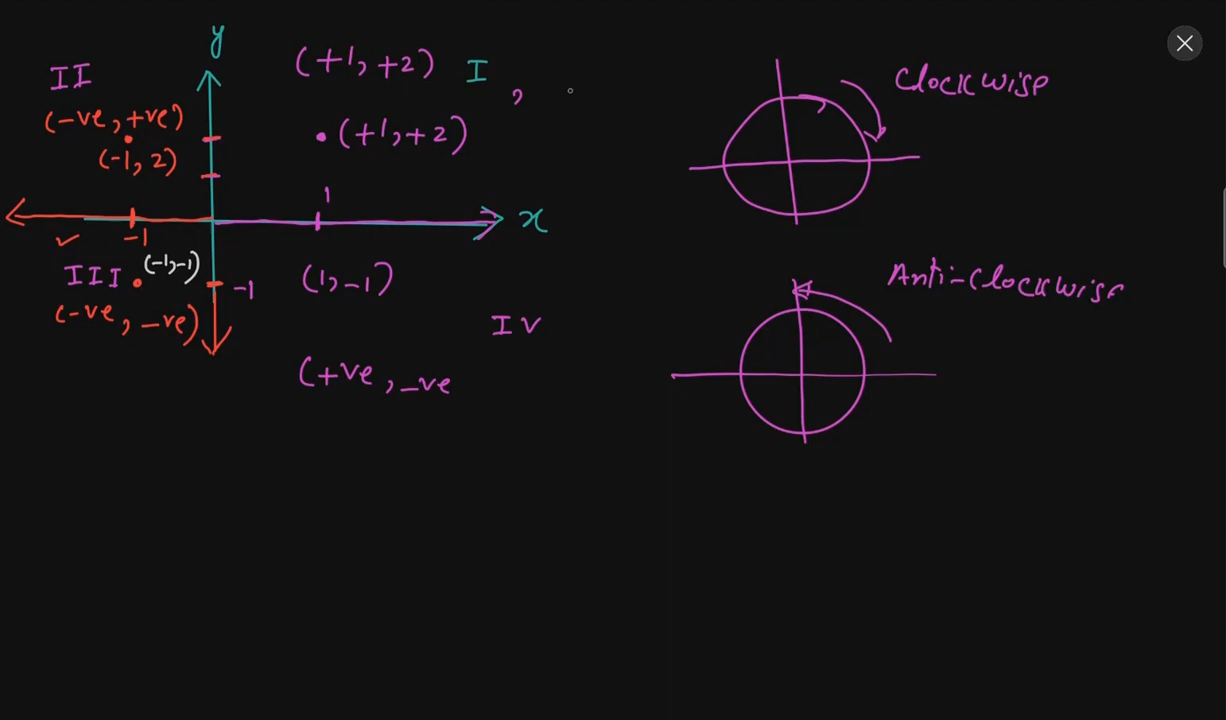 y
II
(+1, +2) I
,
(-ve, +ve)
(-1, 2)
(+1, +2)
1
x
-1
III (-1,-1)
-1
(1, -1)
(-ve, -ve)
IV
(+ve, -ve
Clockwise
Anti-Clockwise